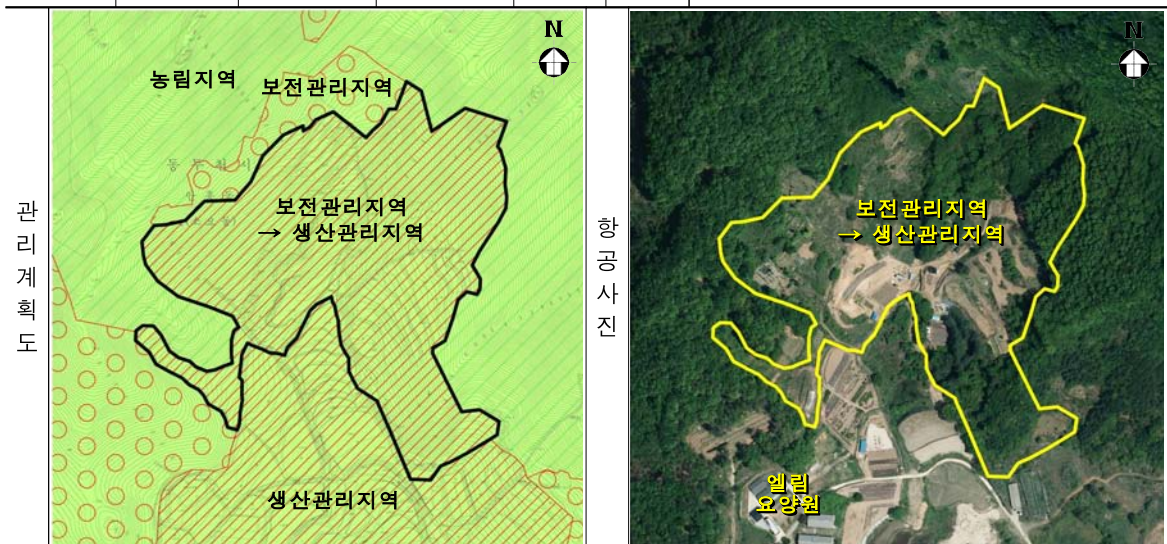 관리계획도
N
농림지역
보전관리지역
보전관리지역
→ 생산관리지역
생산관리지역
항공사진
N
보전관리지역
→ 생산관리지역
엘림
요양원